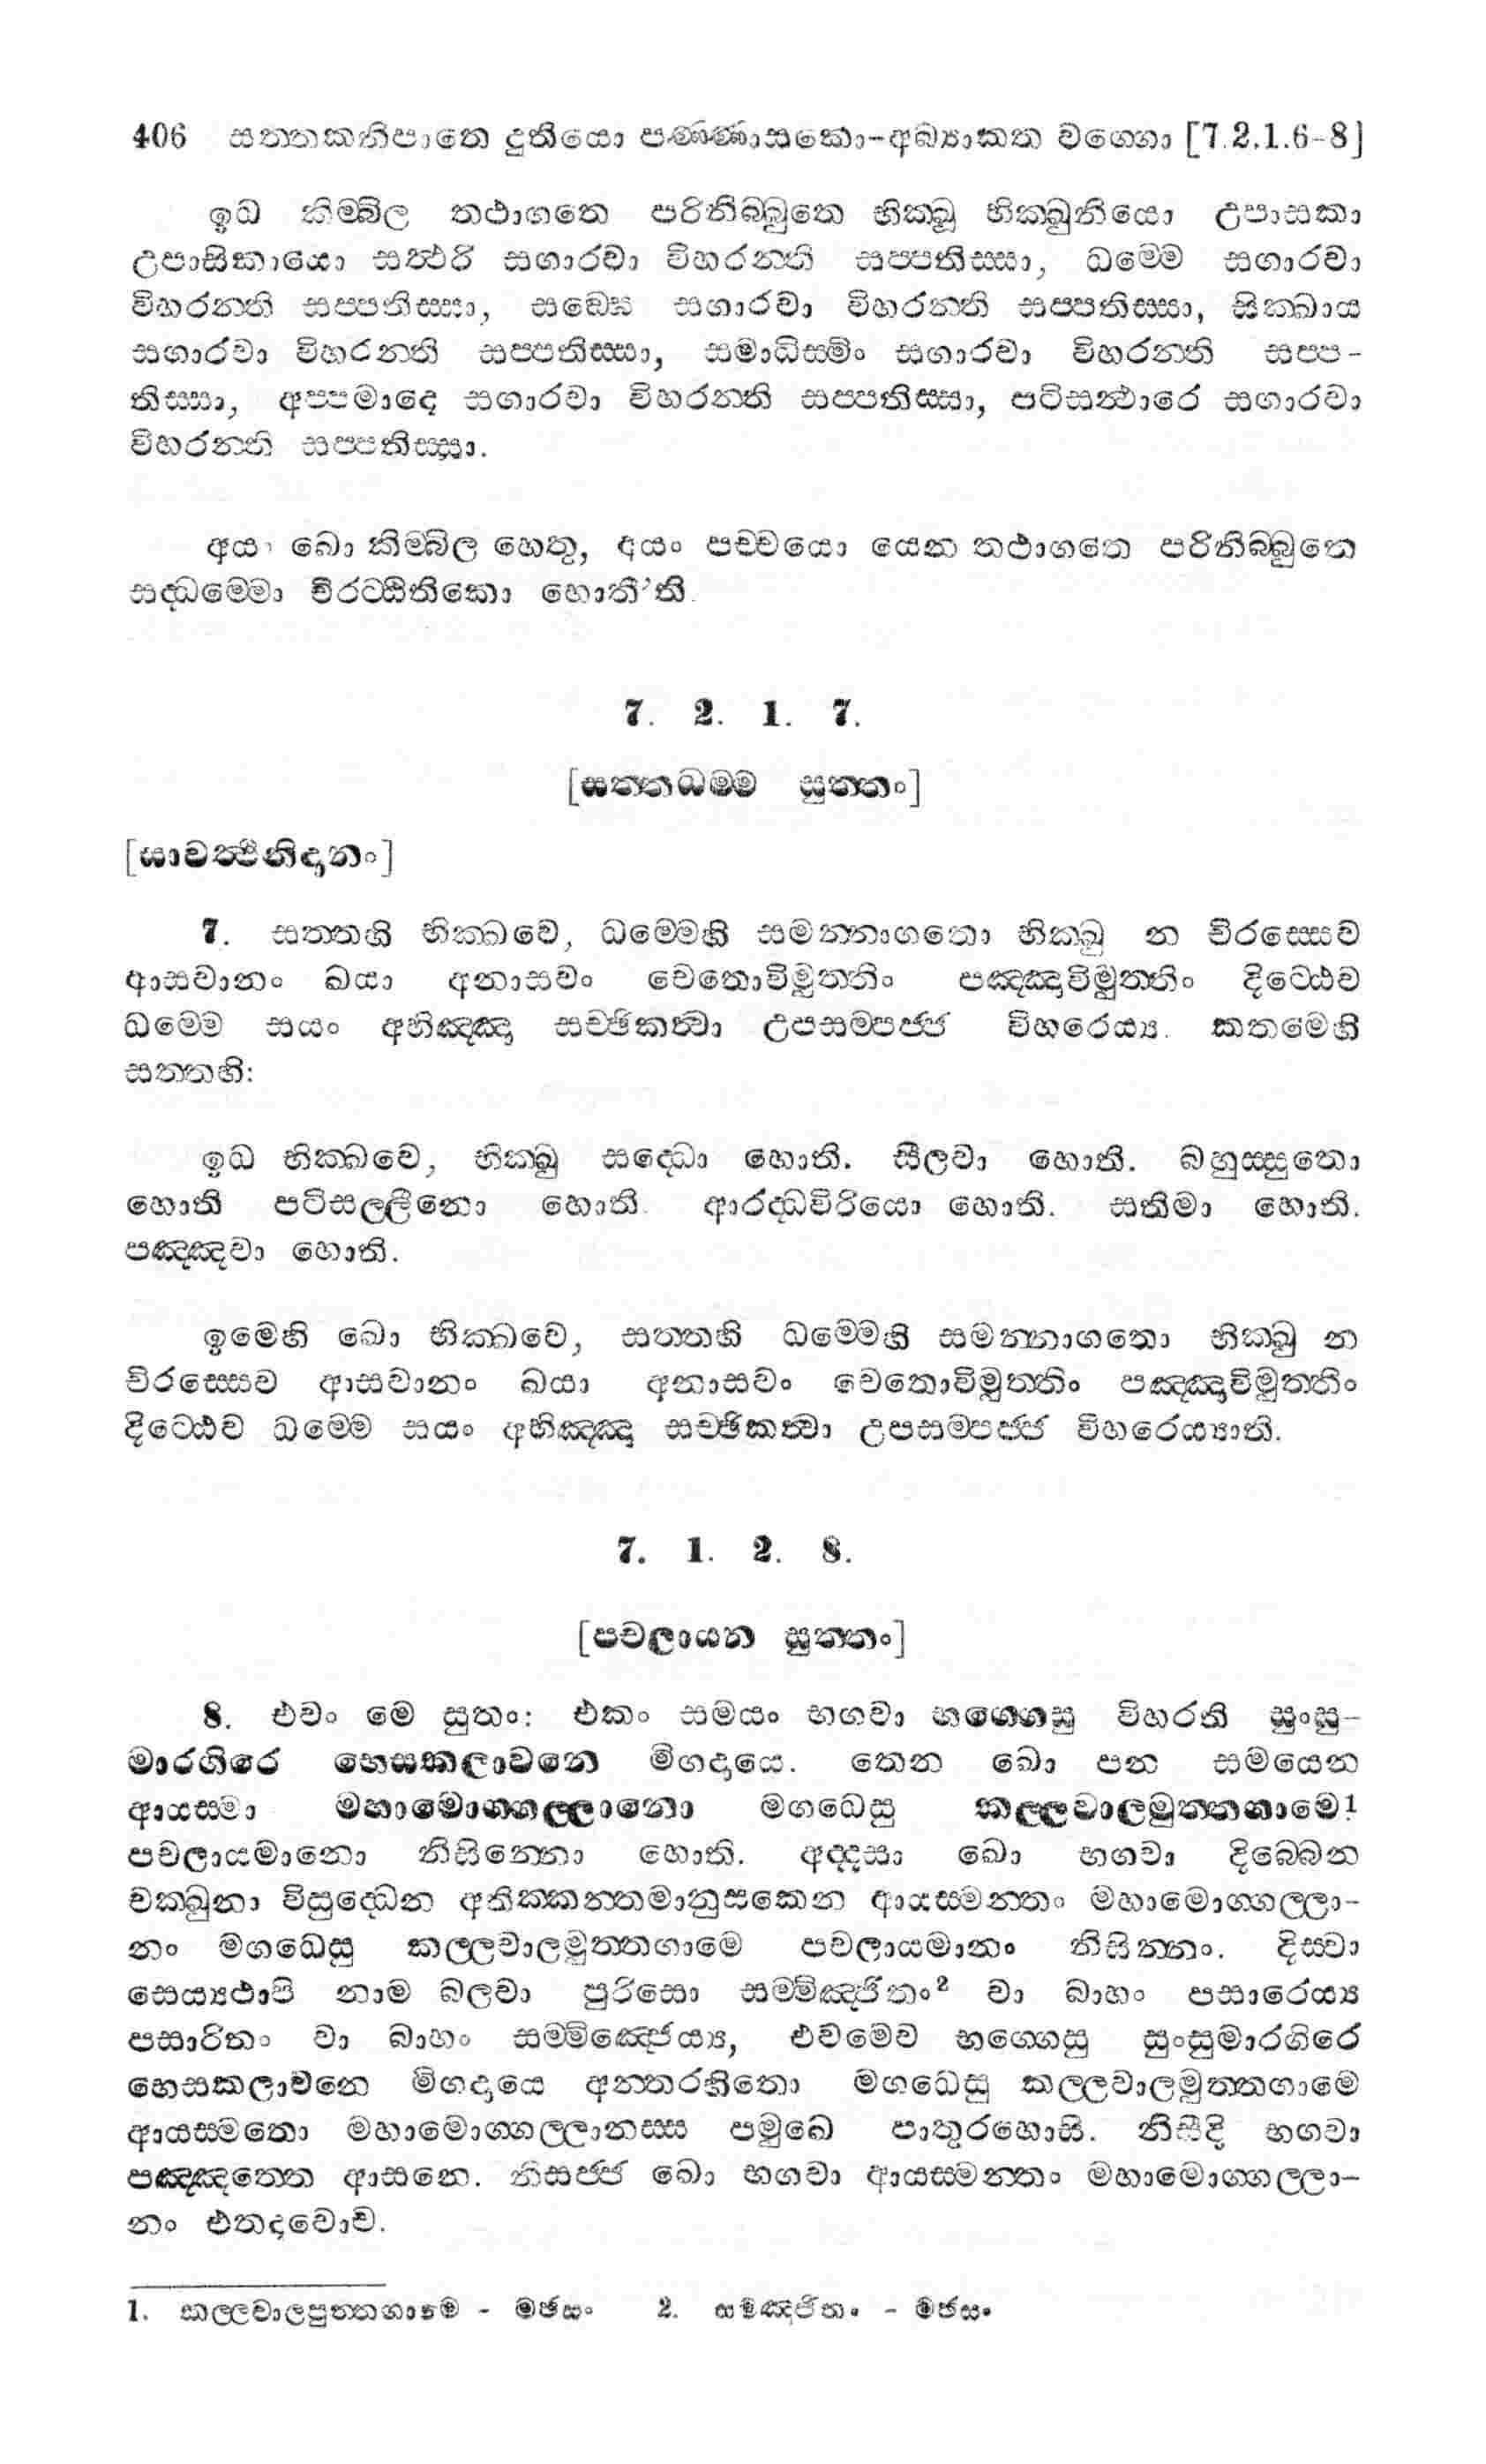 406 සත්තකනිපාතෙ දුතියො පණ්ණාසකො-අඛ්‍යාකත වග්ගො [7.2.1.6-8]
ඉධ කිම්බිල තථාගතෙ පරිනිබ්බුතෙ භික්ඛූ භික්ඛුනියො උපාසකා
උපාසිකායො සත්ථරි සගාරවා විහරන්ති සප්පතිස්සා, ධම්මෙ සගාරවා
විහරන්ති සප්පතිස්සා, සඞ්ඝෙ සගාරවා විහරන්ති සප්පතිස්සා, සික්ඛාය
සගාරවා විහරන්ති සප්පතිස්සා, සමාධිස්මිං සගාරවා විහරන්ති සප්ප-
තිස්සා, අප්පමාදෙ සගාරවා විහරන්ති සප්පතිස්සා, පටිසන්ථාරෙ සගාරවා
විහරන්ති සප්පතිස්සා.
අයං ඛො කිම්බිල හෙතු, අයං පච්චයො යෙන තථාගතෙ පරිනිබ්බුතෙ
සද්ධම්මො චිරට්ඨිතිකො හොතී’ති.
7. 2. 1. 7.
[සත්තධම්ම සුත්තං]
[සාවත්ථිනිදානං]
7. සත්තහි භික්ඛවෙ, ධම්මෙහි සමන්නාගතො භික්ඛු න චිරස්සෙව
ආසවානං ඛයා අනාසවං චෙතොවිමුත්තිං පඤ්ඤාවිමුත්තිං දිට්ඨෙව
ධම්මෙ සයං අභිඤ්ඤා සච්ඡිකත්වා උපසම්පජ්ජ විහරෙය්‍ය. කතමෙහි
සත්තහි:
ඉධ භික්ඛවෙ, භික්ඛු සද්ධො හොති. සීලවා හොති. බහුස්සුතො
හොති පටිසල්ලීනො හොති. ආරද්ධවිරියො හොති. සතිමා හොති.
පඤ්ඤවා හොති.
ඉමෙහි ඛො භික්ඛවෙ, සත්තහි ධම්මෙහි සමන්නාගතො භික්ඛු න
චිරස්සෙව ආසවානං ඛයා අනාසවං චෙතොවිමුත්තිං පඤ්ඤාවිමුත්තිං
දිට්ඨෙව ධම්මෙ සයං අභිඤ්ඤා සච්ඡිකත්වා උපසම්පජ්ජ විහරෙය්‍යාති.
7. 1. 2. 8.
[පචලායන සුත්තං]
8. එවං මෙ සුතං: එකං සමයං භගවා භග්ගෙසු විහරති සුංසු-
මාරගිරෙ භෙසකලාවනෙ මිගදායෙ. තෙන ඛො පන සමයෙන
ආයස්මා මහාමොග්ගල්ලානො මගධෙසු කල්ලවාලමුත්තගාමෙ1
පචලායමානො නිසින්නො හොති. අද්දසා ඛො භගවා දිබ්බෙන
චක්ඛුනා විසුද්ධෙන අතික්කන්තමානුසකෙන ආයස්මන්තං මහාමොග්ගල්ලා-
නං මගධෙසු කල්ලවාලමුත්තගාමෙ පචලායමානං නිසින්නං. දිස්වා
සෙය්‍යථාපි නාම බලවා පුරිසො සම්මිඤ්ජිතං2 වා බාහං පසාරෙය්‍ය
පසාරිතං වා බාහං සම්මිඤ්ජෙය්‍ය, එවමෙව භග්ගෙසු සුංසුමාරගිරෙ
භෙසකලාවනෙ මිගදායෙ අන්තරහිතො මගධෙසු කල්ලවාලමුත්තගාමෙ
ආයස්මතො මහාමොග්ගල්ලානස්ස පමුඛෙ පාතුරහොසි. නිසීදි භගවා
පඤ්ඤත්තෙ ආසනෙ. නිසජ්ජ ඛො භගවා ආයස්මන්තං මහාමොග්ගල්ලා-
නං එතදවොච.
1. කල්ලවාලපුත්තගාමෙ - මඡසං 2. සමිඤ්ජිතං - මඡසං